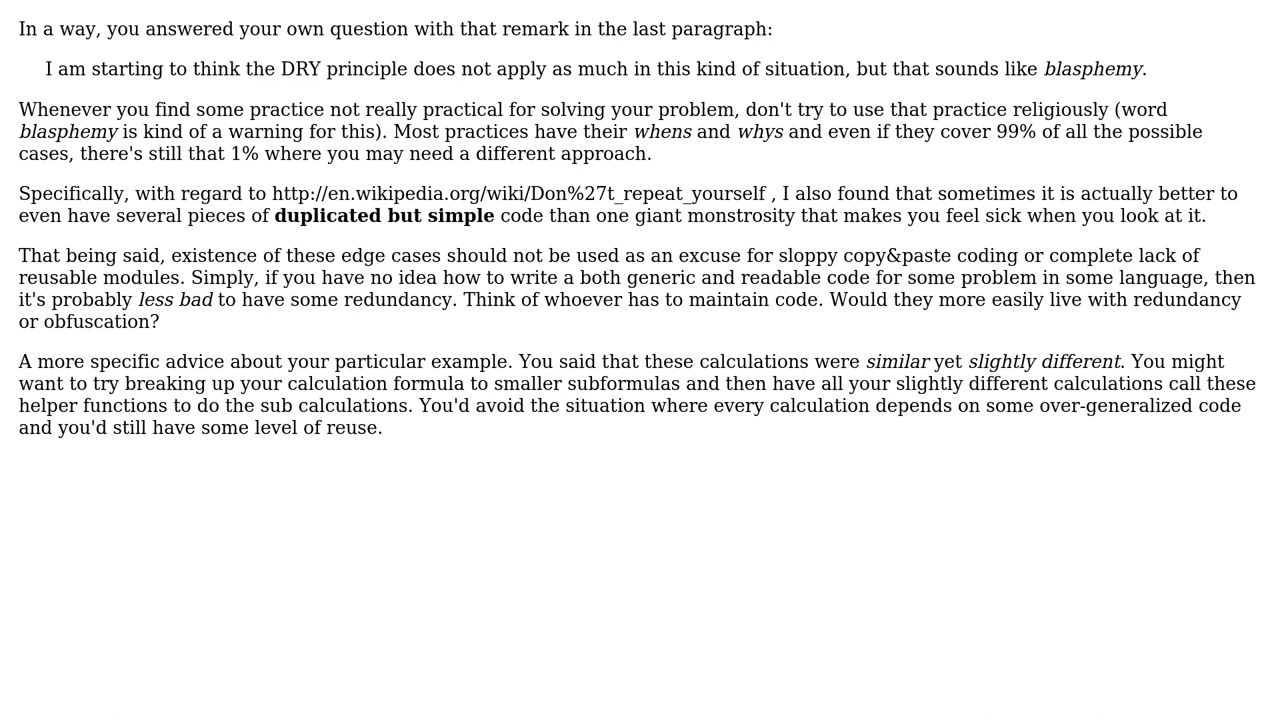 In a way, you answered your own question with that remark in the last paragraph:
I am starting to think the DRY principle does not apply as much in this kind of situation, but that sounds like blasphemy.
Whenever you find some practice not really practical for solving your problem, don't try to use that practice religiously (word
blasphemy is kind of a warning for this). Most practices have their whens and whys and even if they cover 99% of all the possible
cases, there's still that 1% where you may need a different approach.
Specifically, with regard to http://en.wikipedia.org/wiki/Don%27t_repeat_yourself , I also found that sometimes it is actually better to
even have several pieces of duplicated but simple code than one giant monstrosity that makes you feel sick when you look at it.
That being said, existence of these edge cases should not be used as an excuse for sloppy copy&paste coding or complete lack of
reusable modules. Simply, if you have no idea how to write a both generic and readable code for some problem in some language, then
it's probably less bad to have some redundancy. Think of whoever has to maintain code. Would they more easily live with redundancy
or obfuscation?
A more specific advice about your particular example. You said that these calculations were similar yet slightly different. You might
want to try breaking up your calculation formula to smaller subformulas and then have all your slightly different calculations call these
helper functions to do the sub calculations. You'd avoid the situation where every calculation depends on some over-generalized code
and you'd still have some level of reuse.